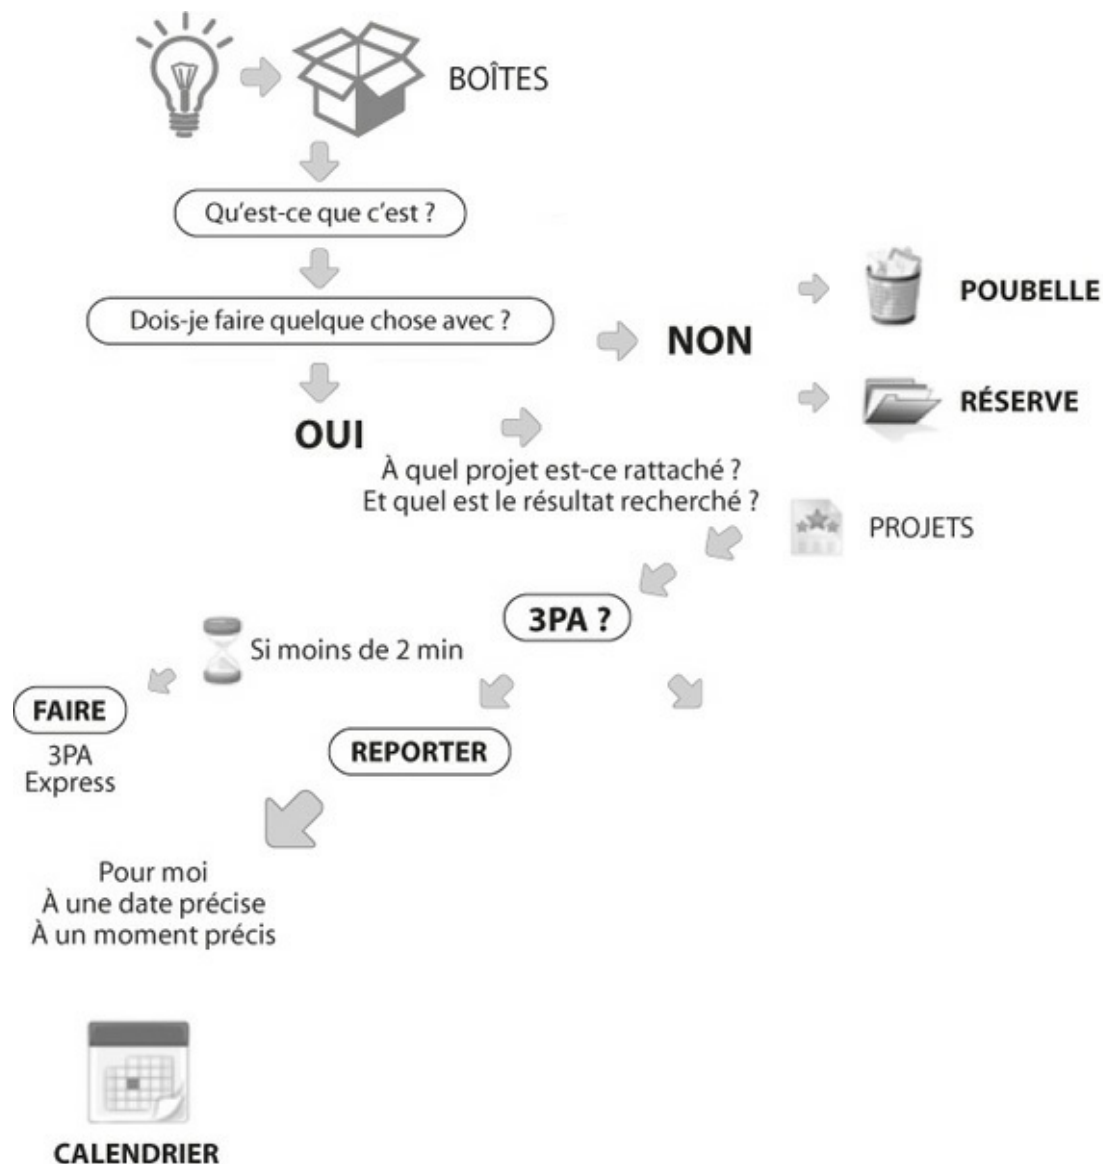 BOÎTES
Qu'est-ce que c'est ?
Dois-je faire quelque chose avec ?
NON
POUBELLE
RÉSERVE
OUI
À quel projet est-ce rattaché ?
Et quel est le résultat recherché ?
PROJETS
3PA ?
Si moins de 2 min
FAIRE
3PA
Express
REPORTER
Pour moi
À une date précise
À un moment précis
CALENDRIER